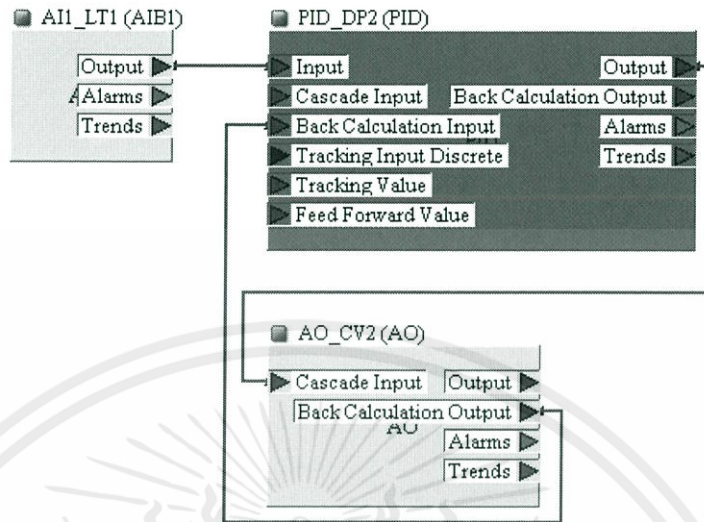 AI1_LT1 (AIB1)
Output
Alarms
Trends
PID_DP2 (PID)
Input
Cascade Input
Back Calculation Input
Tracking Input Discrete
Tracking Value
Feed Forward Value
Output
Back Calculation Output
Alarms
Trends
AO_CV2 (AO)
Cascade Input
Output
Back Calculation Output
AO
Alarms
Trends